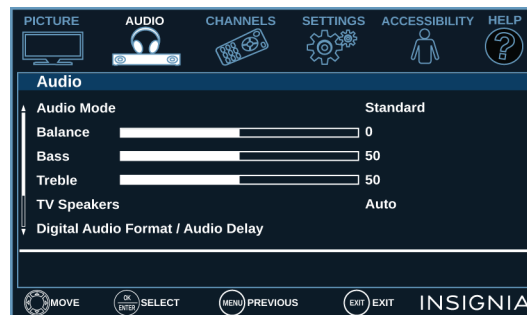 PICTURE AUDIO CHANNELS SETTINGS ACCESSIBILITY HELP
?
Audio
Audio Mode Standard
Balance 0
Bass 50
Treble 50
TV Speakers Auto
Digital Audio Format / Audio Delay
MOVE OK ENTER SELECT MENU PREVIOUS EXIT EXIT INSIGNIA